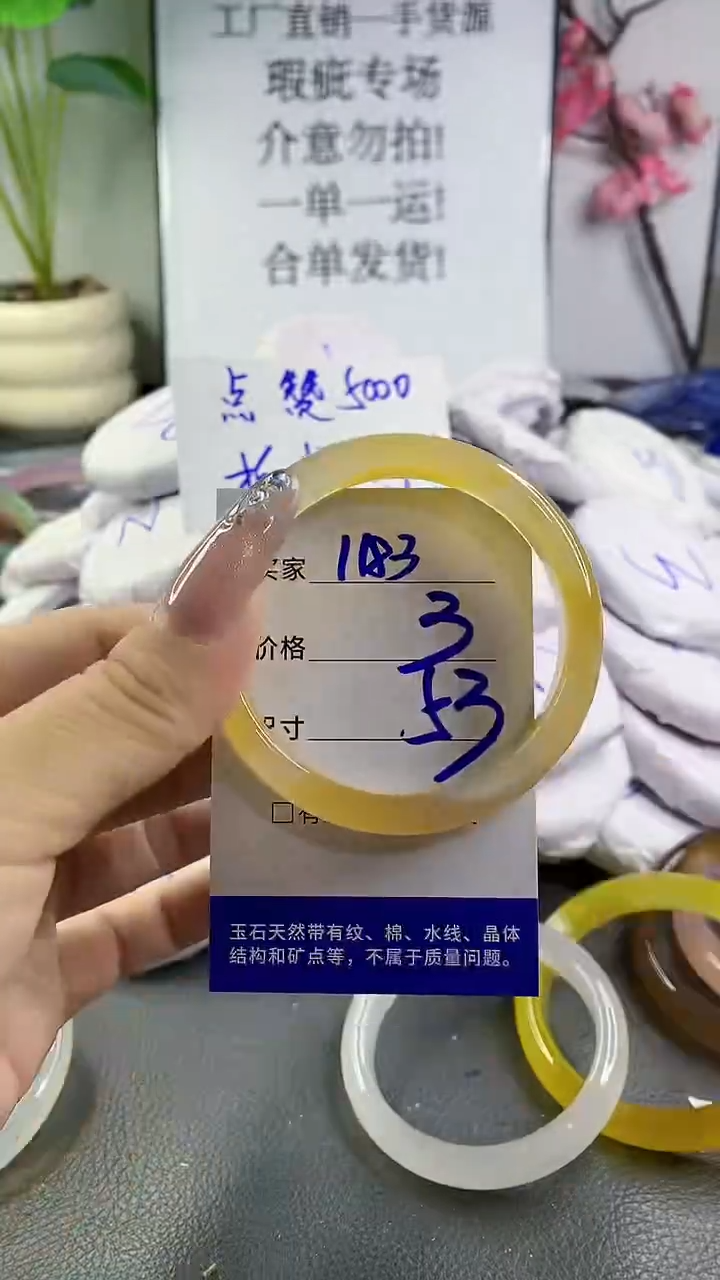 工厂直销一手货源
瑕疵专场
介意勿拍!
一单一运!
合单发货!
点赞5000
买家 183
价格 3
尺寸 53
□有
玉石天然带有纹、棉、水线、晶体
结构和矿点等，不属于质量问题。
W